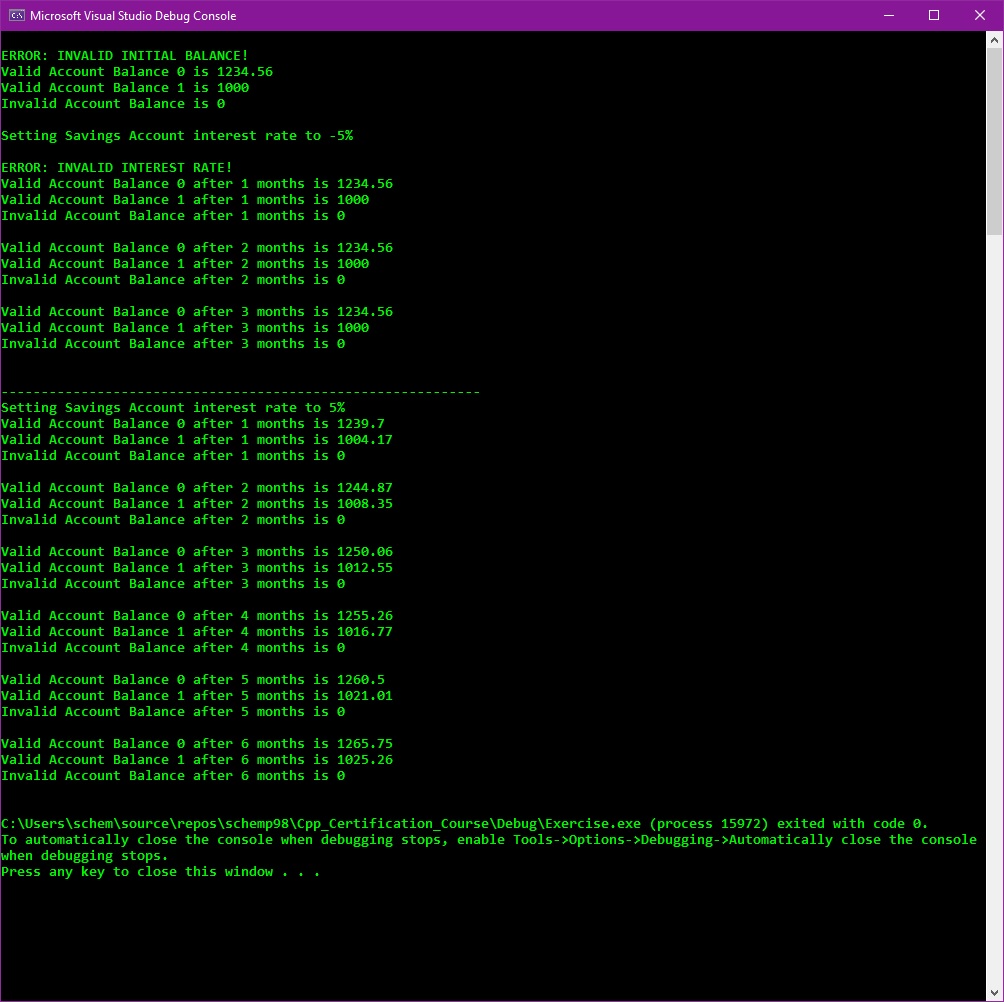 Microsoft Visual Studio Debug Console
ERROR: INVALID INITIAL BALANCE!
Valid Account Balance 0 is 1234.56
Valid Account Balance 1 is 1000
Invalid Account Balance is 0
Setting Savings Account interest rate to -5%
ERROR: INVALID INTEREST RATE!
Valid Account Balance 0 after 1 months is 1234.56
Valid Account Balance 1 after 1 months is 1000
Invalid Account Balance after 1 months is 0
Valid Account Balance 0 after 2 months is 1234.56
Valid Account Balance 1 after 2 months is 1000
Invalid Account Balance after 2 months is 0
Valid Account Balance 0 after 3 months is 1234.56
Valid Account Balance 1 after 3 months is 1000
Invalid Account Balance after 3 months is 0
------------------------------------------------------------
Setting Savings Account interest rate to 5%
Valid Account Balance 0 after 1 months is 1239.7
Valid Account Balance 1 after 1 months is 1004.17
Invalid Account Balance after 1 months is 0
Valid Account Balance 0 after 2 months is 1244.87
Valid Account Balance 1 after 2 months is 1008.35
Invalid Account Balance after 2 months is 0
Valid Account Balance 0 after 3 months is 1250.06
Valid Account Balance 1 after 3 months is 1012.55
Invalid Account Balance after 3 months is 0
Valid Account Balance 0 after 4 months is 1255.26
Valid Account Balance 1 after 4 months is 1016.77
Invalid Account Balance after 4 months is 0
Valid Account Balance 0 after 5 months is 1260.5
Valid Account Balance 1 after 5 months is 1021.01
Invalid Account Balance after 5 months is 0
Valid Account Balance 0 after 6 months is 1265.75
Valid Account Balance 1 after 6 months is 1025.26
Invalid Account Balance after 6 months is 0
C:\Users\schem\source\repos\schemp98\Cpp_Certification_Course\Debug\Exercise.exe (process 15972) exited with code 0.
To automatically close the console when debugging stops, enable Tools->Options->Debugging->Automatically close the console
when debugging stops.
Press any key to close this window . . .